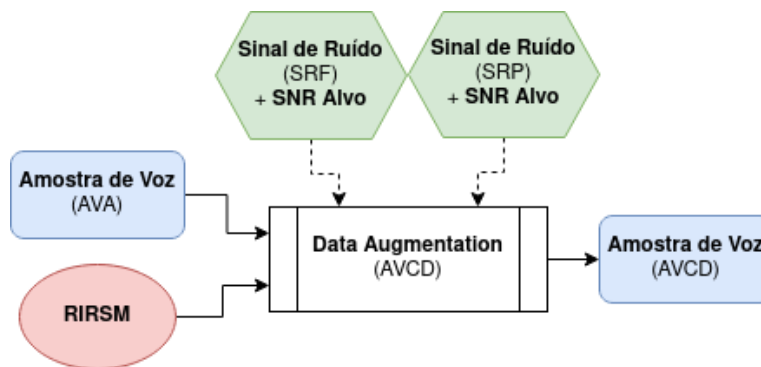 Sinal de Ruído
(SRF)
+ SNR Alvo
Sinal de Ruído
(SRP)
+ SNR Alvo
Amostra de Voz
(AVA)
RIRSM
Data Augmentation
(AVCD)
Amostra de Voz
(AVCD)